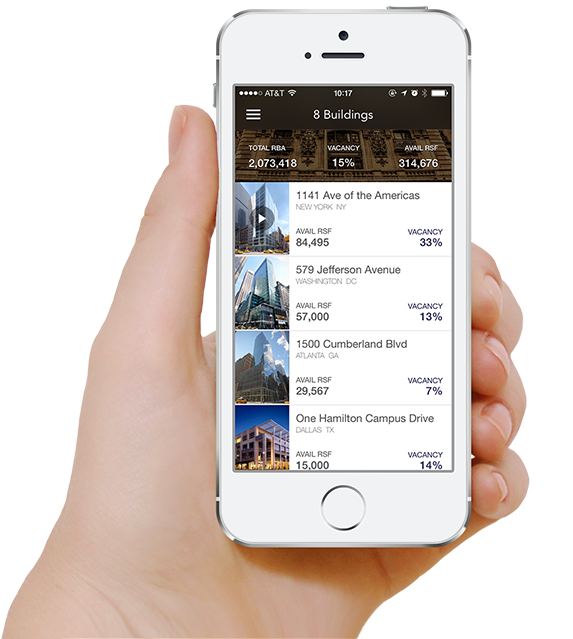 AT&T 10:17
8 Buildings
TOTAL RBA VACANCY AVAIL RSF
2,073,418 15% 314,676
1141 Ave of the Americas
NEW YORK NY
AVAIL RSF VACANCY
84,495 33%
579 Jefferson Avenue
WASHINGTON DC
AVAIL RSF VACANCY
57,000 13%
1500 Cumberland Blvd
ATLANTA GA
AVAIL RSF VACANCY
29,567 7%
One Hamilton Campus Drive
DALLAS TX
AVAIL RSF VACANCY
15,000 14%